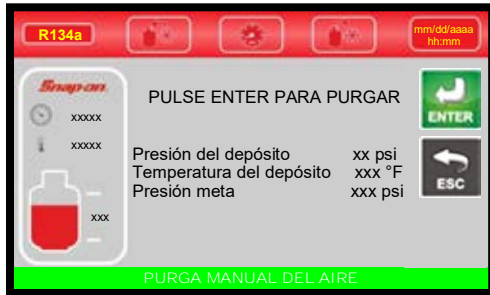 R134a
mm/dd/aaaa
hh:mm
Snap-on
xxxxx
xxxxx
xxx
PULSE ENTER PARA PURGAR
Presión del depósito xx psi
Temperatura del depósito xxx °F
Presión meta xxx psi
ENTER
ESC
PURGA MANUAL DEL AIRE